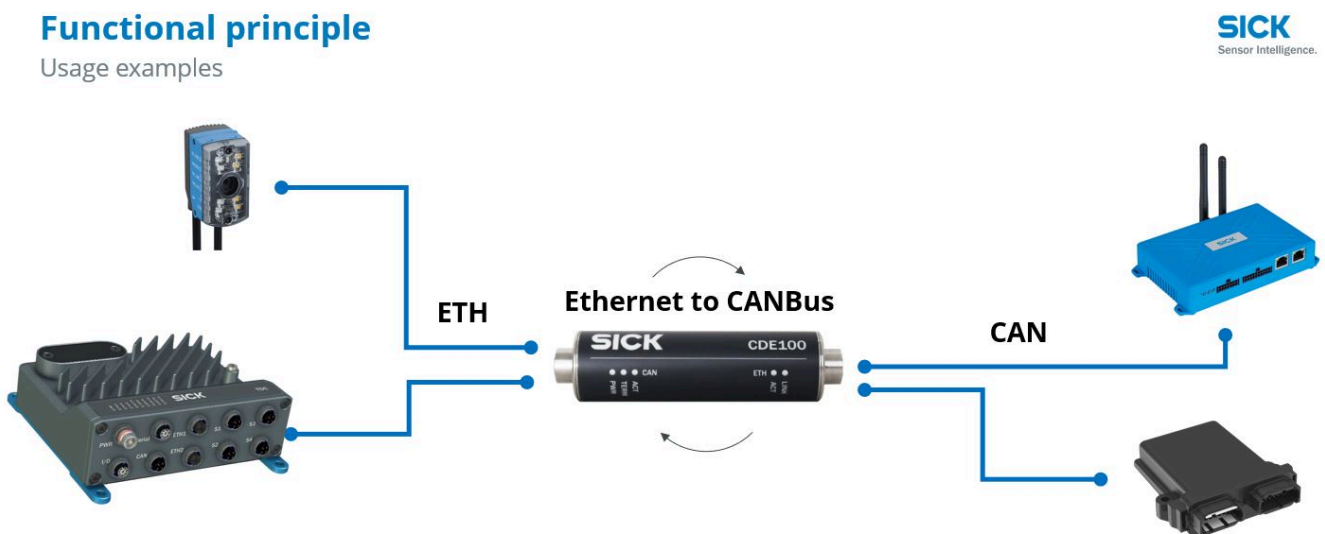 Functional principle
Usage examples
SICK
Sensor Intelligence.
ETH
Ethernet to CANBus
CAN
SICK
CDE100
CAN
PWR
TERM
ACT
ETH
ACT
LINK
SICK
SICK
PWR
ETH1
S1
S3
I/O
CAN
ETH2
S2
S4